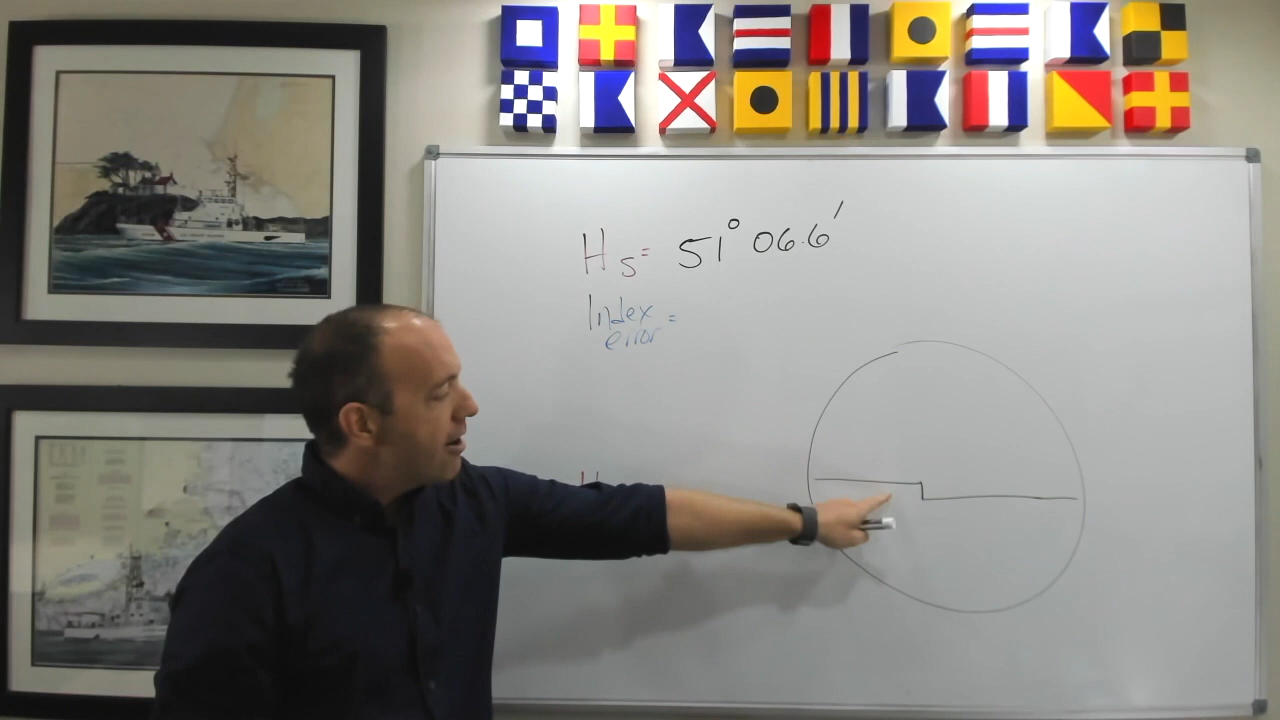 Hs = 51° 06.6'
Index
error =
H